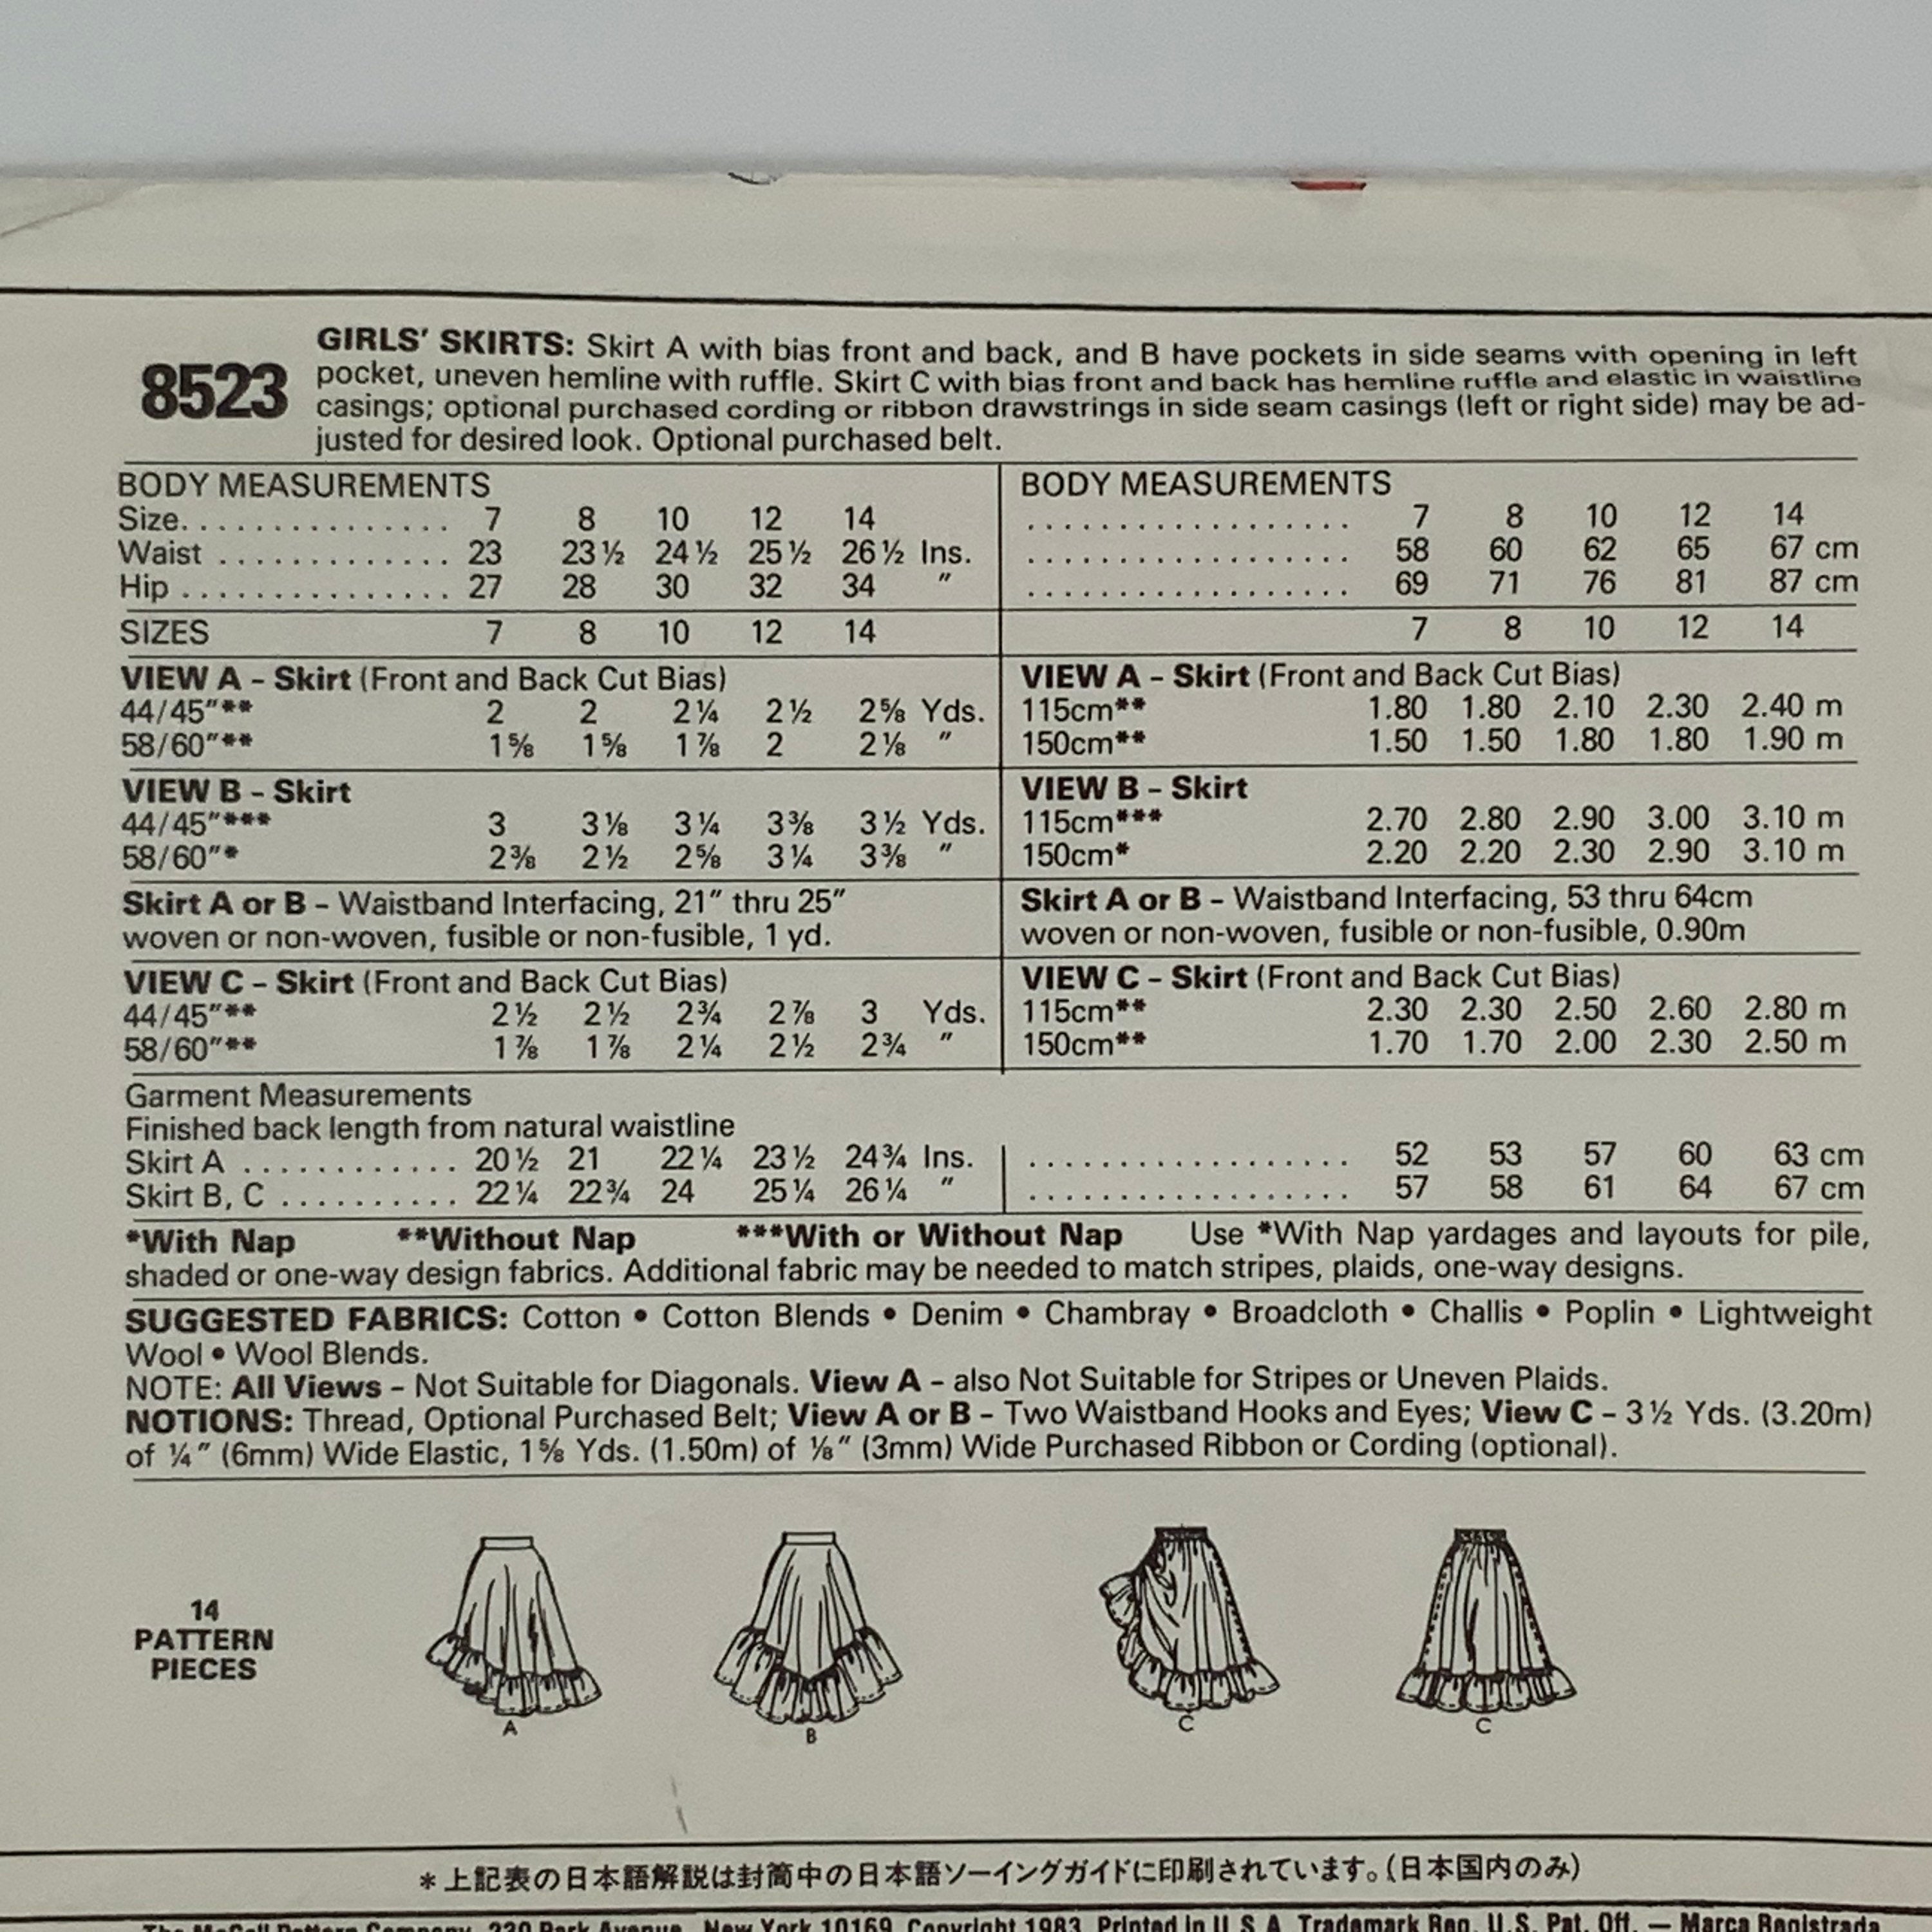 8523
GIRLS' SKIRTS: Skirt A with bias front and back, and B have pockets in side seams with opening in left
pocket, uneven hemline with ruffle. Skirt C with bias front and back has hemline ruffle and elastic in waistline
casings; optional purchased cording or ribbon drawstrings in side seam casings (left or right side) may be ad-
justed for desired look. Optional purchased belt.
BODY MEASUREMENTS
Size. . . . . . . . . . . . . . . 7 8 10 12 14
Waist . . . . . . . . . . . . . 23 23½ 24½ 25½ 26½ Ins.
Hip . . . . . . . . . . . . . . . 27 28 30 32 34 "
SIZES 7 8 10 12 14
VIEW A - Skirt (Front and Back Cut Bias)
44/45"** 2 2 2¼ 2½ 2⅝ Yds.
58/60"** 1⅝ 1⅝ 1⅞ 2 2⅛ "
VIEW B - Skirt
44/45"*** 3 3⅛ 3¼ 3⅜ 3½ Yds.
58/60"* 2⅜ 2½ 2⅝ 3¼ 3⅜ "
Skirt A or B - Waistband Interfacing, 21" thru 25"
woven or non-woven, fusible or non-fusible, 1 yd.
VIEW C - Skirt (Front and Back Cut Bias)
44/45"** 2½ 2½ 2¾ 2⅞ 3 Yds.
58/60"** 1⅞ 1⅞ 2¼ 2½ 2¾ "
BODY MEASUREMENTS
. . . . . . . . . . . . . . . . . . . 7 8 10 12 14
. . . . . . . . . . . . . . . . . . . 58 60 62 65 67 cm
. . . . . . . . . . . . . . . . . . . 69 71 76 81 87 cm
7 8 10 12 14
VIEW A - Skirt (Front and Back Cut Bias)
115cm** 1.80 1.80 2.10 2.30 2.40 m
150cm** 1.50 1.50 1.80 1.80 1.90 m
VIEW B - Skirt
115cm*** 2.70 2.80 2.90 3.00 3.10 m
150cm* 2.20 2.20 2.30 2.90 3.10 m
Skirt A or B - Waistband Interfacing, 53 thru 64cm
woven or non-woven, fusible or non-fusible, 0.90m
VIEW C - Skirt (Front and Back Cut Bias)
115cm** 2.30 2.30 2.50 2.60 2.80 m
150cm** 1.70 1.70 2.00 2.30 2.50 m
Garment Measurements
Finished back length from natural waistline
Skirt A . . . . . . . . . . . . 20½ 21 22¼ 23½ 24¾ Ins. . . . . . . . . . . . . . . . . . . . 52 53 57 60 63 cm
Skirt B, C . . . . . . . . . . 22¼ 22¾ 24 25¼ 26¼ " . . . . . . . . . . . . . . . . . . . 57 58 61 64 67 cm
*With Nap **Without Nap ***With or Without Nap Use *With Nap yardages and layouts for pile,
shaded or one-way design fabrics. Additional fabric may be needed to match stripes, plaids, one-way designs.
SUGGESTED FABRICS: Cotton • Cotton Blends • Denim • Chambray • Broadcloth • Challis • Poplin • Lightweight
Wool • Wool Blends.
NOTE: All Views - Not Suitable for Diagonals. View A - also Not Suitable for Stripes or Uneven Plaids.
NOTIONS: Thread, Optional Purchased Belt; View A or B - Two Waistband Hooks and Eyes; View C - 3½ Yds. (3.20m)
of ¼" (6mm) Wide Elastic, 1⅝ Yds. (1.50m) of ⅛" (3mm) Wide Purchased Ribbon or Cording (optional).
14
PATTERN
PIECES
A
B
C
C
*上記表の日本語解説は封筒中の日本語ソーイングガイドに印刷されています。(日本国内のみ)
The McCall Pattern Company, 230 Park Avenue, New York 10169 Copyright 1983 Printed in U.S.A. Trademark Reg. U.S. Pat. Off. — Marca Registrada